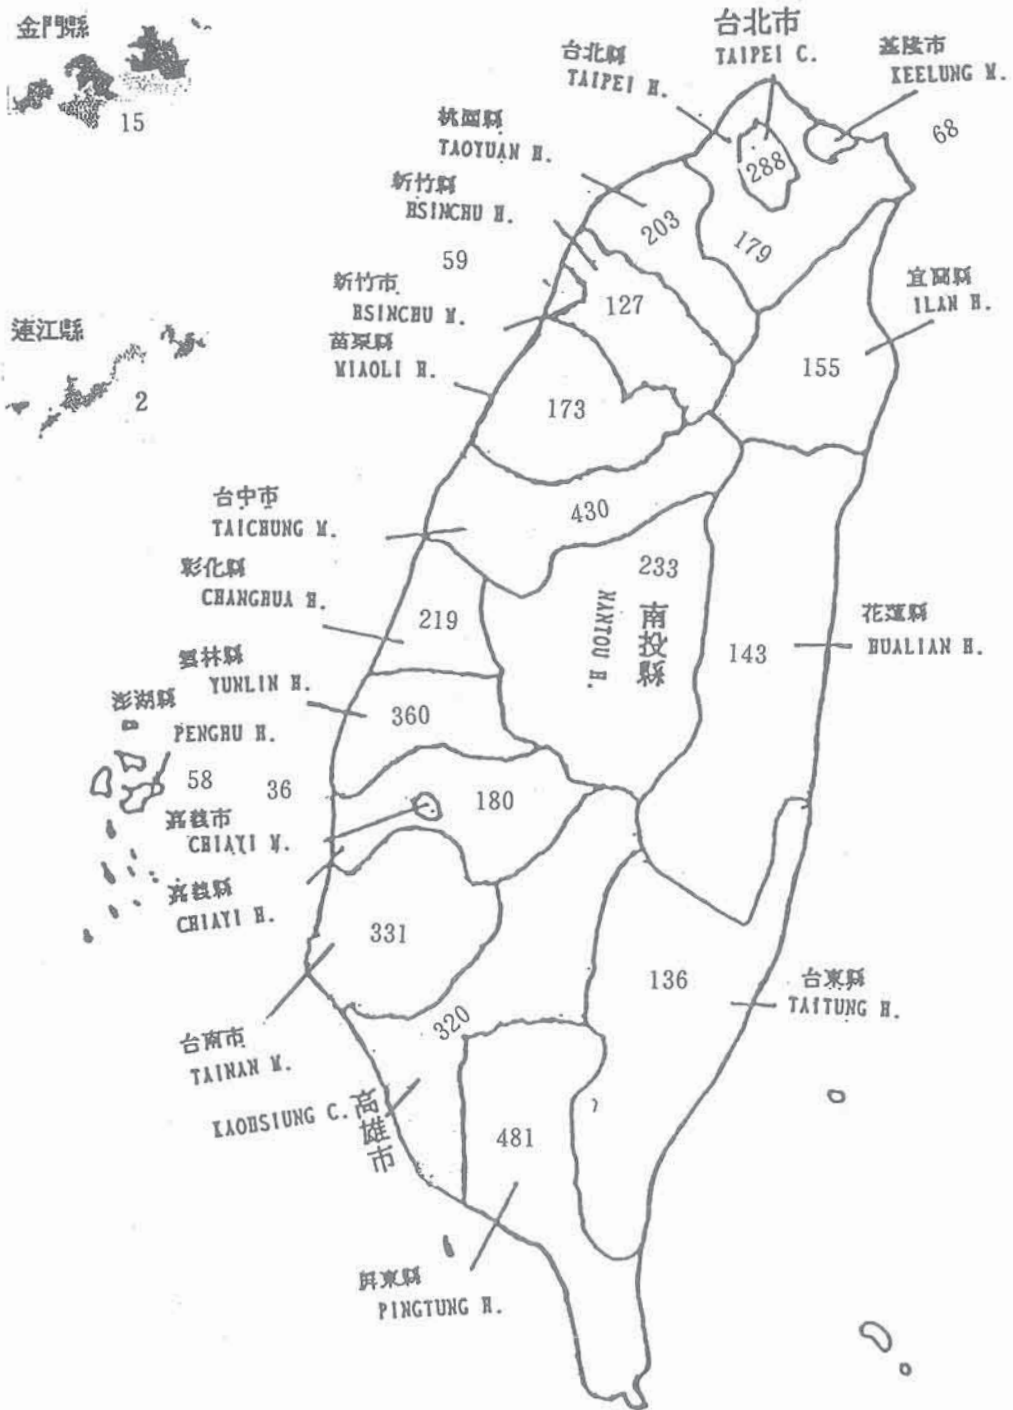 金門縣
15
台北市
TAIPEI C.
台北縣
TAIPEI H.
基隆市
KEELUNG M.
68
桃園縣
TAOYUAN H.
288
新竹縣
HSINCHU H.
203
179
59
新竹市
HSINCHU M.
127
宜蘭縣
ILAN H.
連江縣
2
苗栗縣
MIAOLI H.
155
173
台中市
TAICHUNG M.
430
彰化縣
CHANGHUA H.
219
233
南投縣
NANTOU H.
143
花蓮縣
HUALIAN H.
雲林縣
YUNLIN H.
360
澎湖縣
PENGHU H.
58
36
180
嘉義市
CHIAYI M.
嘉義縣
CHIAYI H.
331
136
台東縣
TAITUNG H.
台南市
TAINAN M.
320
KAOHSIUNG C.
高雄市
481
屏東縣
PINGTUNG H.